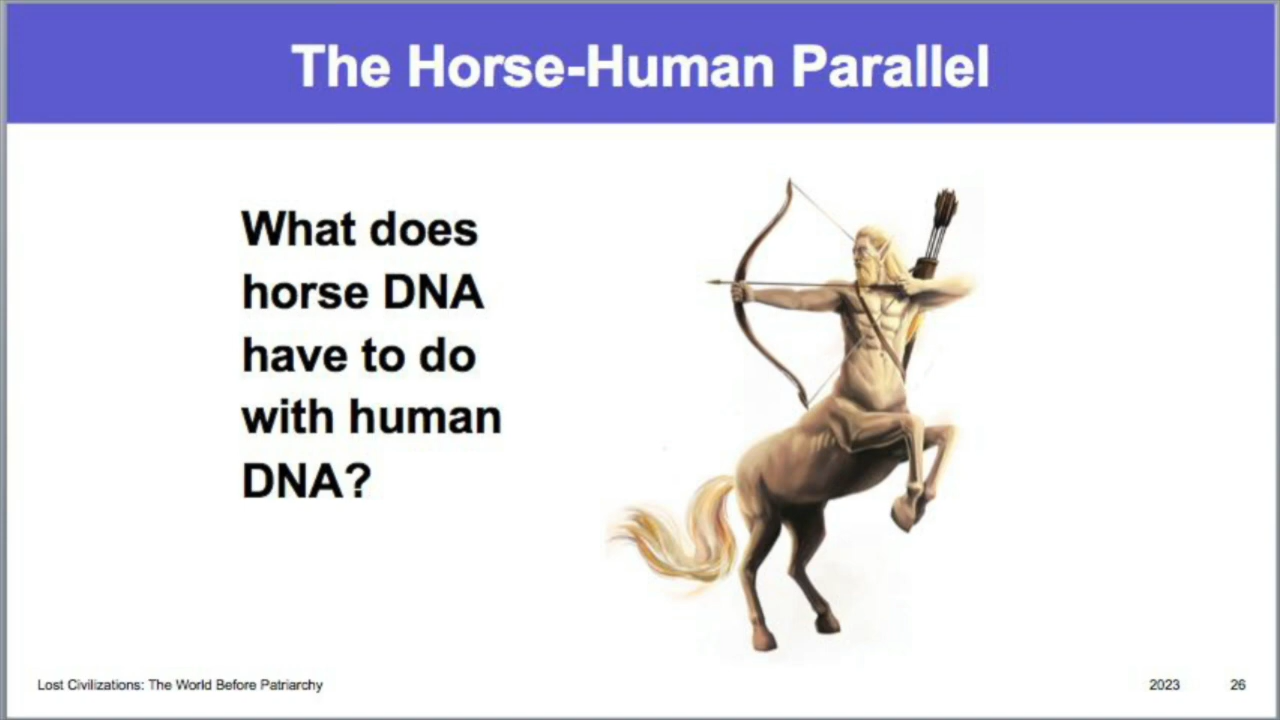 The Horse-Human Parallel
What does
horse DNA
have to do
with human
DNA?
Lost Civilizations: The World Before Patriarchy
2023
26